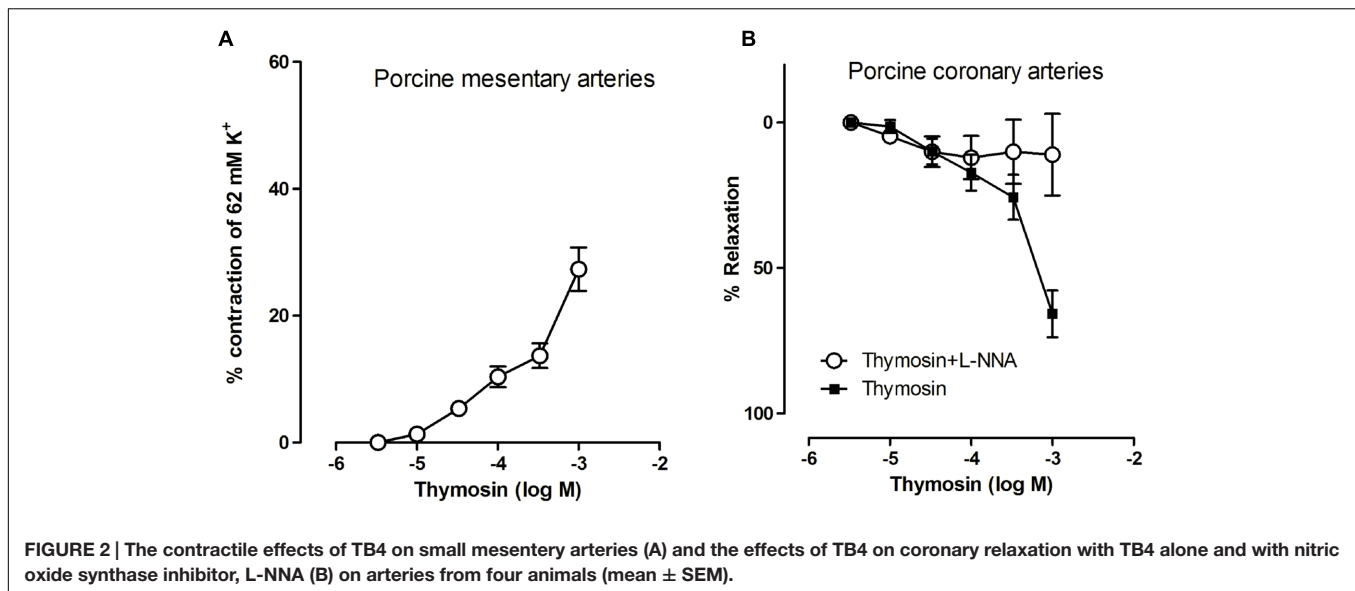 A
Porcine mesentary arteries
% contraction of 62 mM K⁺
60
40
20
0
-6 -5 -4 -3 -2
Thymosin (log M)
B
Porcine coronary arteries
% Relaxation
0
50
100
Thymosin+L-NNA
Thymosin
-6 -5 -4 -3 -2
Thymosin (log M)
FIGURE 2 | The contractile effects of TB4 on small mesentery arteries (A) and the effects of TB4 on coronary relaxation with TB4 alone and with nitric
oxide synthase inhibitor, L-NNA (B) on arteries from four animals (mean ± SEM).